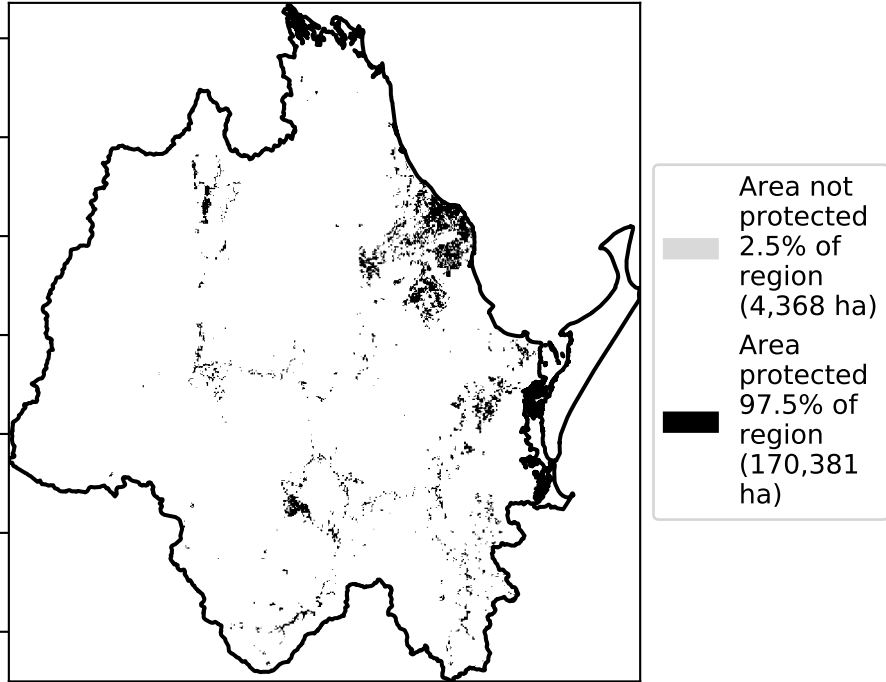 Area not
protected
2.5% of
region
(4,368 ha)
Area
protected
97.5% of
region
(170,381
ha)